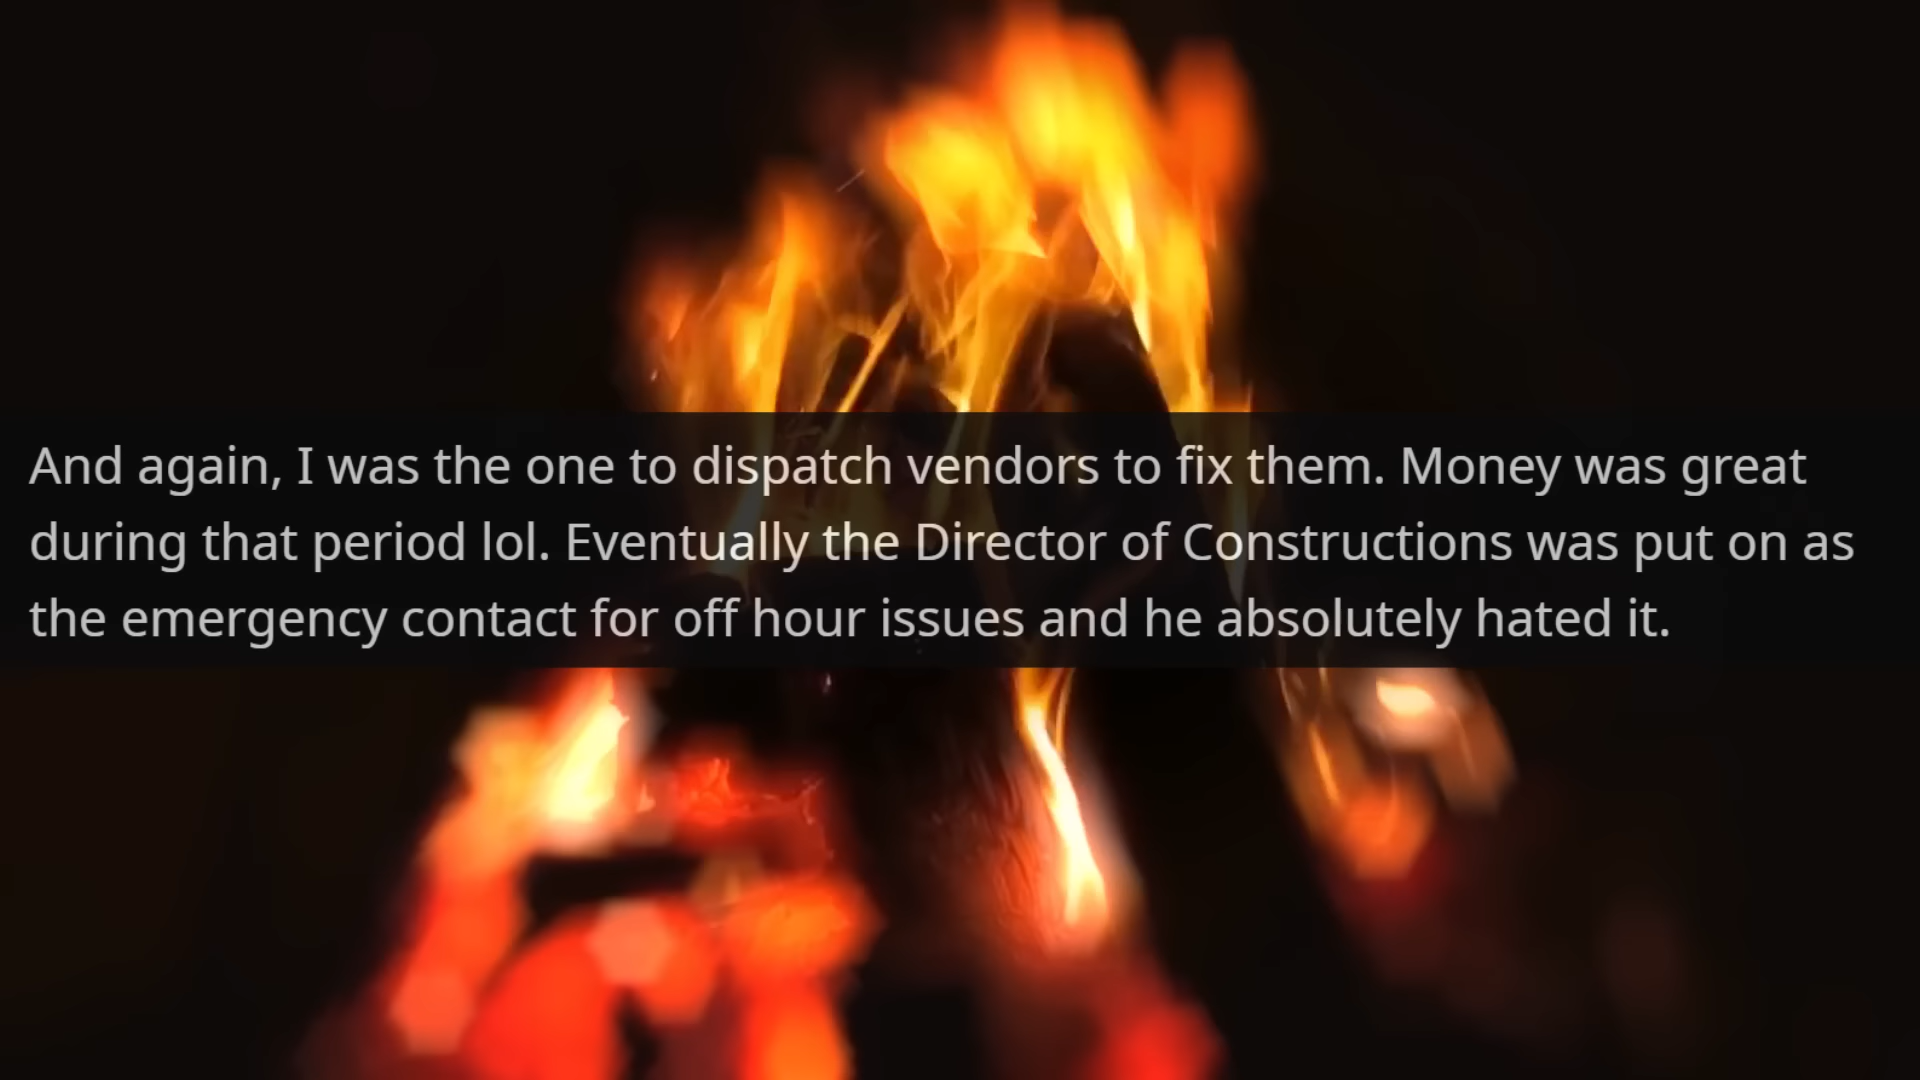 And again, I was the one to dispatch vendors to fix them. Money was great
during that period lol. Eventually the Director of Constructions was put on as
the emergency contact for off hour issues and he absolutely hated it.